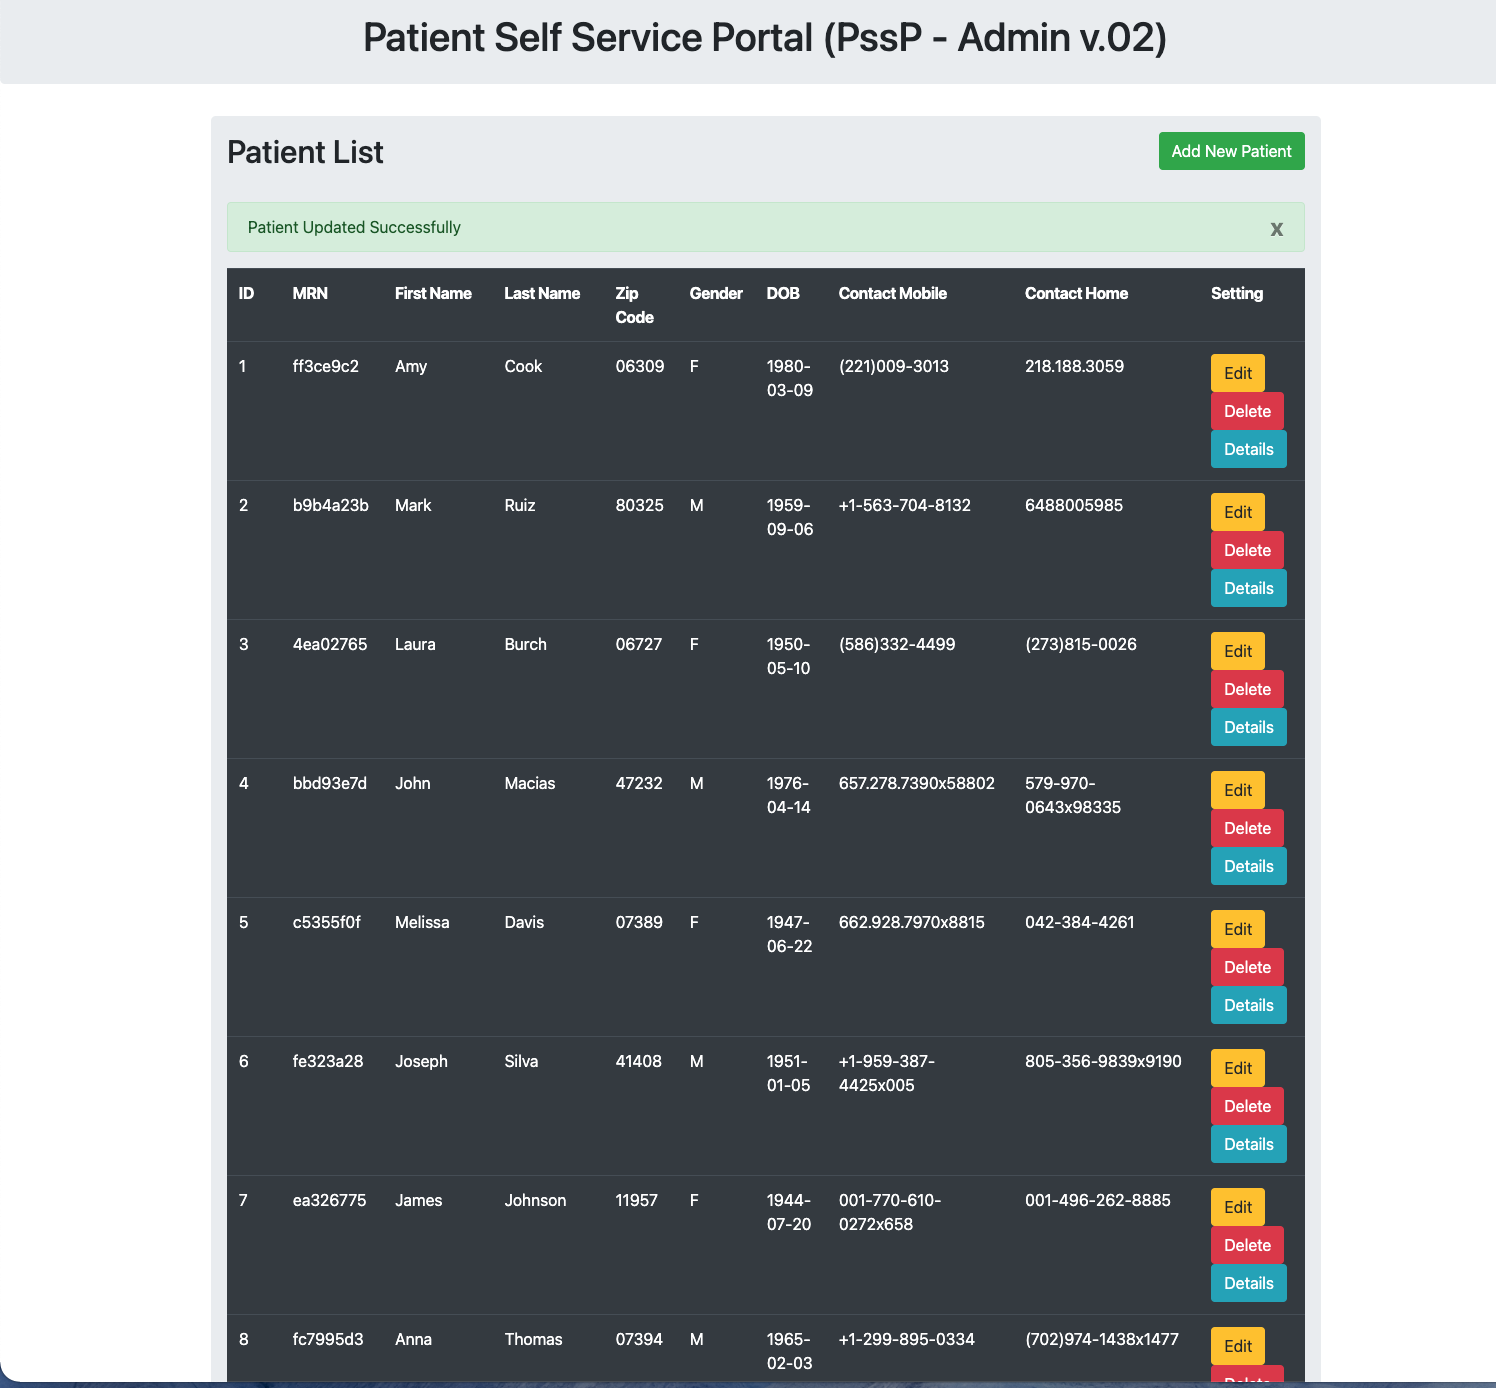 Patient Self Service Portal (PssP - Admin v.02)
Patient List
Add New Patient
Patient Updated Successfully
x
ID MRN First Name Last Name Zip Code Gender DOB Contact Mobile Contact Home Setting
1 ff3ce9c2 Amy Cook 06309 F 1980-03-09 (221)009-3013 218.188.3059
Edit
Delete
Details
2 b9b4a23b Mark Ruiz 80325 M 1959-09-06 +1-563-704-8132 6488005985
Edit
Delete
Details
3 4ea02765 Laura Burch 06727 F 1950-05-10 (586)332-4499 (273)815-0026
Edit
Delete
Details
4 bbd93e7d John Macias 47232 M 1976-04-14 657.278.7390x58802 579-970-0643x98335
Edit
Delete
Details
5 c5355f0f Melissa Davis 07389 F 1947-06-22 662.928.7970x8815 042-384-4261
Edit
Delete
Details
6 fe323a28 Joseph Silva 41408 M 1951-01-05 +1-959-387-4425x005 805-356-9839x9190
Edit
Delete
Details
7 ea326775 James Johnson 11957 F 1944-07-20 001-770-610-0272x658 001-496-262-8885
Edit
Delete
Details
8 fc7995d3 Anna Thomas 07394 M 1965-02-03 +1-299-895-0334 (702)974-1438x1477
Edit
Delete